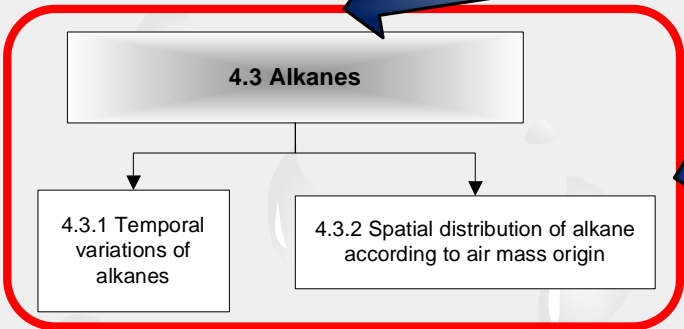 4.3 Alkanes
4.3.1 Temporal
variations of
alkanes
4.3.2 Spatial distribution of alkane
according to air mass origin